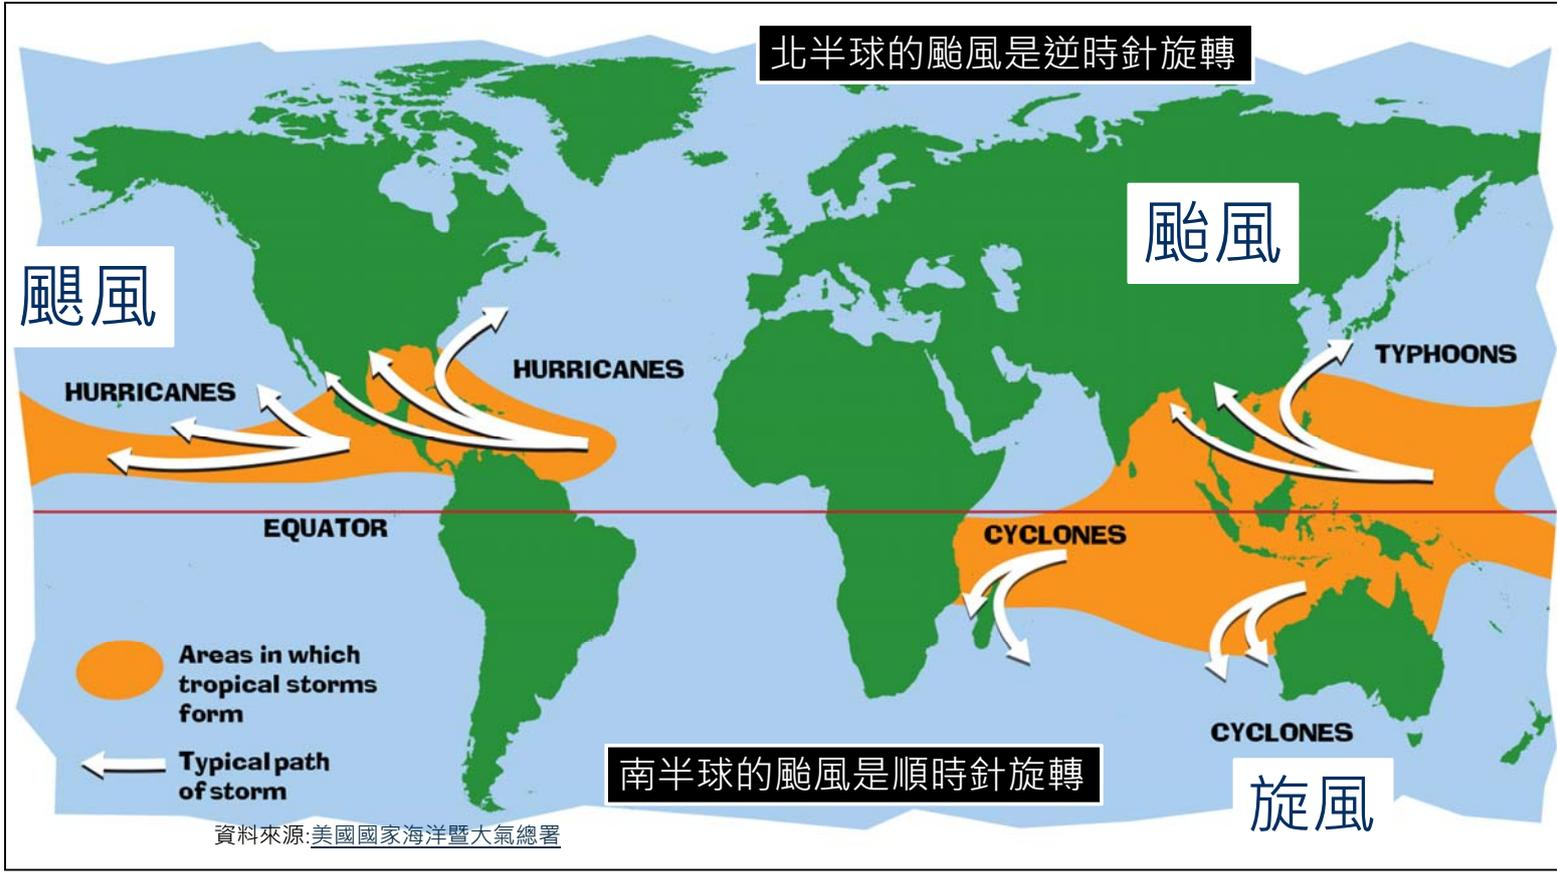 北半球的颱風是逆時針旋轉
颱風
颶風
HURRICANES
TYPHOONS
HURRICANES
EQUATOR
CYCLONES
Areas in which
tropical storms
form
CYCLONES
Typical path
of storm
南半球的颱風是順時針旋轉
旋風
資料來源:美國國家海洋暨大氣總署